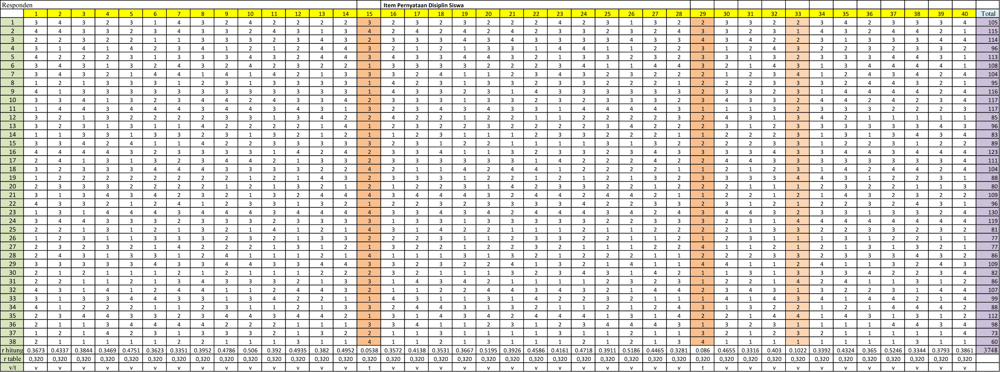 Responden Item Pernyataan Disiplin Siswa
1 2 3 4 5 6 7 8 9 10 11 12 13 14 15 16 17 18 19 20 21 22 23 24 25 26 27 28 29 30 31 32 33 34 35 36 37 38 39 40 Total
1 3 4 3 2 3 1 4 3 2 4 2 2 2 2 3 2 3 2 3 2 2 2 4 2 3 1 3 2 2 3 3 2 2 3 4 2 3 3 3 4 105
2 4 4 3 3 2 3 4 3 3 2 4 3 1 3 4 2 4 2 4 2 4 2 3 3 2 3 2 4 3 3 2 3 1 4 3 2 4 4 2 1 115
3 2 2 3 2 2 1 1 3 3 3 2 3 4 3 2 3 3 3 4 3 4 3 3 3 3 4 3 3 4 3 4 2 2 3 1 3 3 3 4 4 114
4 3 1 4 1 4 2 3 4 1 2 1 2 4 4 3 2 1 2 1 3 3 1 4 4 1 1 2 2 3 1 2 4 3 2 2 3 2 3 3 2 96
5 4 2 2 2 3 1 3 3 3 4 3 2 4 4 3 4 3 3 4 4 3 2 1 3 3 2 3 2 3 3 1 3 2 3 3 3 4 4 3 1 113
6 3 4 3 1 3 2 4 3 2 4 2 3 2 2 1 3 3 3 3 2 2 2 3 4 1 1 4 4 3 2 1 4 3 1 3 4 4 4 4 1 108
7 3 4 3 2 1 4 4 1 4 1 4 2 1 3 3 3 2 4 1 1 2 3 4 3 2 3 2 2 2 1 2 3 4 1 2 4 3 4 2 4 104
8 1 2 1 3 3 3 1 2 3 1 3 3 3 3 1 4 2 3 1 3 3 2 3 3 2 2 2 1 2 2 2 3 3 3 2 4 4 3 2 1 95
9 4 1 3 3 3 3 3 3 3 3 3 3 3 3 1 4 3 3 2 3 1 4 3 3 3 3 3 3 2 3 3 2 3 1 4 4 4 4 2 4 116
10 3 3 4 1 3 2 3 4 4 2 4 3 3 4 2 3 3 3 1 3 3 2 3 2 3 3 3 2 3 4 3 3 2 4 4 2 4 2 3 4 117
11 1 4 4 3 4 4 4 3 4 4 3 4 3 1 3 2 3 4 3 4 3 3 1 4 4 4 4 3 1 1 1 3 2 3 3 3 2 2 2 3 117
12 3 2 1 3 2 2 2 2 3 3 1 3 4 2 2 4 2 2 1 2 2 1 1 2 2 2 2 3 2 4 3 1 3 4 2 1 1 1 1 1 85
13 3 2 3 1 3 1 1 4 2 2 2 2 1 4 1 2 3 2 2 3 2 2 2 2 3 4 2 2 2 3 1 2 3 3 3 3 3 3 4 3 96
14 1 1 3 3 1 3 3 2 3 1 3 2 1 2 1 1 2 3 1 1 1 2 3 3 2 2 2 1 1 2 2 2 3 1 3 1 3 4 3 4 83
15 3 3 4 2 4 1 1 4 2 2 3 3 3 3 3 2 3 1 2 2 1 1 1 1 3 1 3 2 2 2 2 3 3 1 2 2 3 1 2 2 89
16 4 4 4 4 3 2 3 3 3 3 1 4 2 4 2 3 3 4 1 1 3 2 3 3 2 3 4 3 3 3 3 4 3 3 4 4 3 4 4 4 123
17 2 4 1 3 1 3 2 3 4 4 2 1 3 3 2 3 3 3 3 3 3 1 4 2 2 2 4 2 2 4 4 3 3 3 3 3 3 3 3 4 111
18 3 2 3 3 3 4 4 4 3 3 3 3 2 2 4 2 1 1 4 2 4 4 1 2 2 2 2 1 1 2 1 2 3 1 4 2 4 4 2 4 104
19 1 2 2 2 2 2 2 2 2 1 2 1 4 3 2 3 3 3 1 2 2 1 2 1 2 1 3 2 3 3 3 3 4 4 3 1 2 2 3 1 88
20 2 3 3 3 2 2 2 2 1 2 1 3 2 1 2 1 2 2 3 1 4 2 3 3 2 2 1 2 2 2 1 1 1 2 3 2 2 1 1 3 80
21 3 1 3 4 3 4 2 3 2 1 3 2 4 4 4 3 4 4 4 3 2 4 4 2 4 4 2 1 1 2 2 1 2 1 4 3 2 3 2 2 109
22 4 3 3 2 1 2 4 1 2 3 3 1 3 2 1 2 2 3 2 3 3 3 3 4 2 2 3 3 2 3 1 2 1 2 2 3 2 4 3 1 96
23 1 3 1 4 4 4 3 4 4 4 3 4 4 4 4 3 3 4 3 4 2 4 4 4 3 4 2 4 3 4 4 3 2 3 3 1 3 3 2 4 130
24 3 4 4 3 3 3 2 3 3 3 2 3 3 3 3 1 3 3 1 3 3 3 3 3 2 2 3 3 3 2 3 1 4 4 4 4 4 4 4 4 119
25 2 2 1 3 1 2 1 3 2 1 4 1 2 1 4 3 1 4 2 2 1 1 1 2 1 1 2 2 2 2 1 3 3 2 2 3 3 2 3 2 81
26 1 2 3 1 1 3 3 3 2 3 2 1 3 3 2 2 2 3 1 1 2 3 3 2 2 1 1 2 1 2 3 1 1 1 3 1 2 2 1 1 77
27 2 3 2 3 2 1 4 2 2 2 1 3 1 2 1 3 2 2 1 2 2 3 2 1 1 1 2 2 4 1 1 2 1 2 1 3 1 3 2 1 77
28 2 4 3 1 3 3 1 2 4 1 1 1 2 1 4 1 1 1 3 1 3 2 1 2 2 2 1 1 2 2 2 3 3 2 3 3 3 4 3 2 86
29 3 3 3 3 3 4 3 3 4 4 3 3 4 4 3 3 2 3 2 2 4 1 3 2 1 4 1 1 4 4 1 1 2 4 1 1 3 2 4 3 109
30 2 1 2 1 1 1 2 1 2 1 1 1 2 2 2 3 2 1 1 1 3 2 3 4 3 1 4 2 1 1 3 1 3 3 3 4 2 2 3 4 82
31 2 2 1 1 2 1 3 4 3 3 3 2 1 3 3 1 4 3 4 2 1 1 1 1 2 3 2 3 1 2 2 1 4 2 4 1 1 3 1 2 86
32 4 3 1 4 1 2 4 4 1 1 2 4 4 3 2 1 1 2 2 4 4 3 4 3 2 1 4 4 2 3 4 3 1 3 2 2 3 1 4 4 107
33 3 1 3 3 4 4 3 3 1 3 4 2 2 1 1 4 3 1 1 3 1 4 2 2 3 2 1 1 1 4 1 4 3 4 1 4 4 2 1 4 99
34 4 1 2 2 2 1 1 2 3 1 1 2 1 3 3 2 4 4 3 1 3 2 1 1 2 1 2 4 3 1 3 2 2 1 2 1 4 4 4 2 88
35 2 3 4 4 3 3 2 3 4 4 3 4 4 2 1 3 1 4 3 4 2 4 4 4 1 3 1 4 2 2 1 4 4 1 4 3 1 3 1 2 112
36 2 1 1 3 4 4 4 4 2 2 2 1 1 1 3 3 4 1 1 2 3 1 2 3 4 4 4 3 1 3 2 3 1 1 1 1 4 4 3 4 98
37 1 2 1 4 2 3 1 3 3 3 2 1 3 2 2 1 1 3 1 1 1 1 3 1 1 2 1 1 3 2 1 2 3 2 1 1 1 1 1 4 73
38 2 1 1 1 1 1 2 2 1 1 1 3 1 1 4 1 1 2 1 3 1 1 1 2 1 2 1 3 4 1 1 1 1 1 1 1 1 3 1 1 60
r hitung 0.3673 0.4337 0.3844 0.3469 0.4751 0.3623 0.3351 0.3952 0.4786 0.506 0.392 0.4935 0.382 0.4952 0.0538 0.3572 0.4138 0.3531 0.3667 0.5195 0.3926 0.4586 0.4161 0.4718 0.3911 0.5186 0.4465 0.3281 0.086 0.4655 0.3316 0.403 0.1022 0.3392 0.4324 0.365 0.5246 0.3344 0.3793 0.3861 3748
r table 0,320 0,320 0,320 0,320 0,320 0,320 0,320 0,320 0,320 0,320 0,320 0,320 0,320 0,320 0,320 0,320 0,320 0,320 0,320 0,320 0,320 0,320 0,320 0,320 0,320 0,320 0,320 0,320 0,320 0,320 0,320 0,320 0,320 0,320 0,320 0,320 0,320 0,320 0,320 0,320
v/t v v v v v v v v v v v v v v t v v v v v v v v v v v v v t v v v v v v v v v v v